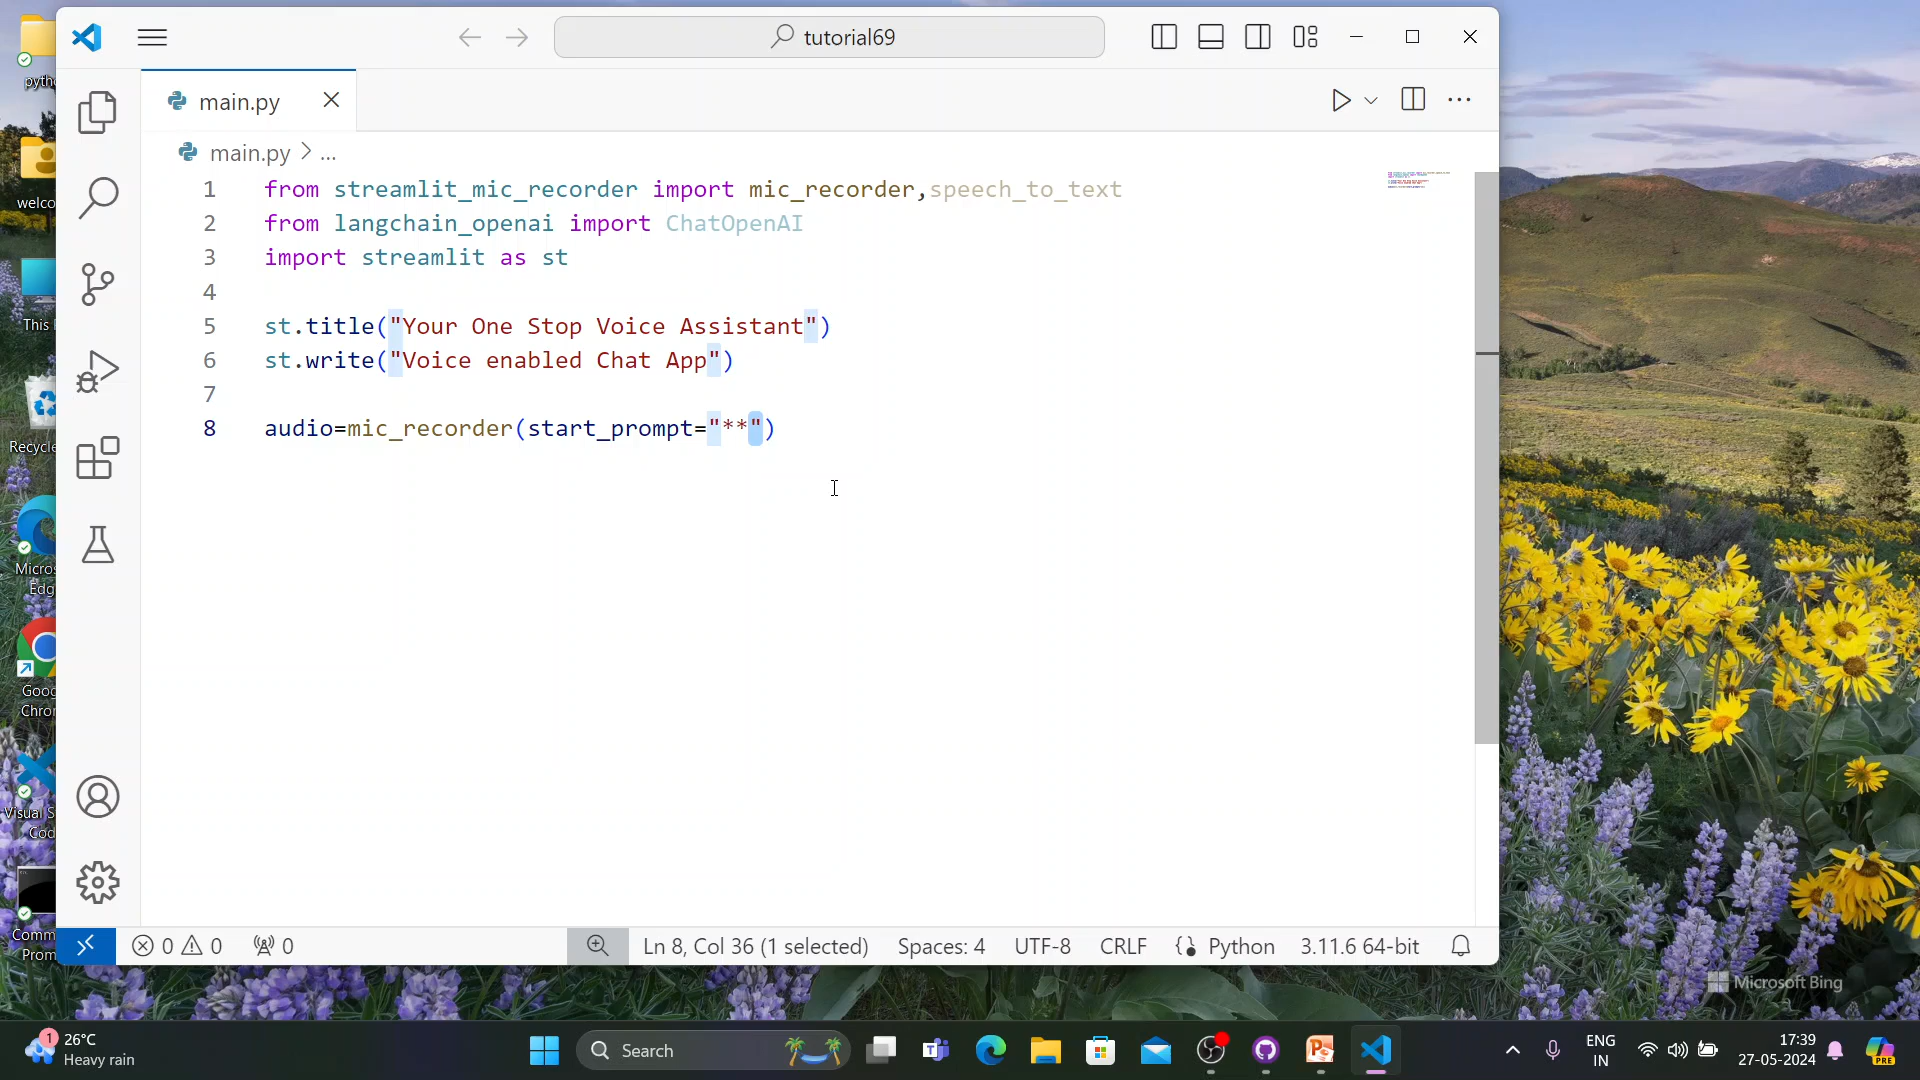 tutorial69
main.py
main.py > ...
1 from streamlit_mic_recorder import mic_recorder,speech_to_text
2 from langchain_openai import ChatOpenAI
3 import streamlit as st
4
5 st.title("Your One Stop Voice Assistant")
6 st.write("Voice enabled Chat App")
7
8 audio=mic_recorder(start_prompt="**")
pyth
welco
This
Recycle
Micros
Edg
Goo
Chror
Visual S
Cod
Comm
Prom
0 0 0
Ln 8, Col 36 (1 selected) Spaces: 4 UTF-8 CRLF Python 3.11.6 64-bit
Microsoft Bing
1
26°C
Heavy rain
Search
ENG
IN
17:39
27-05-2024
PRE